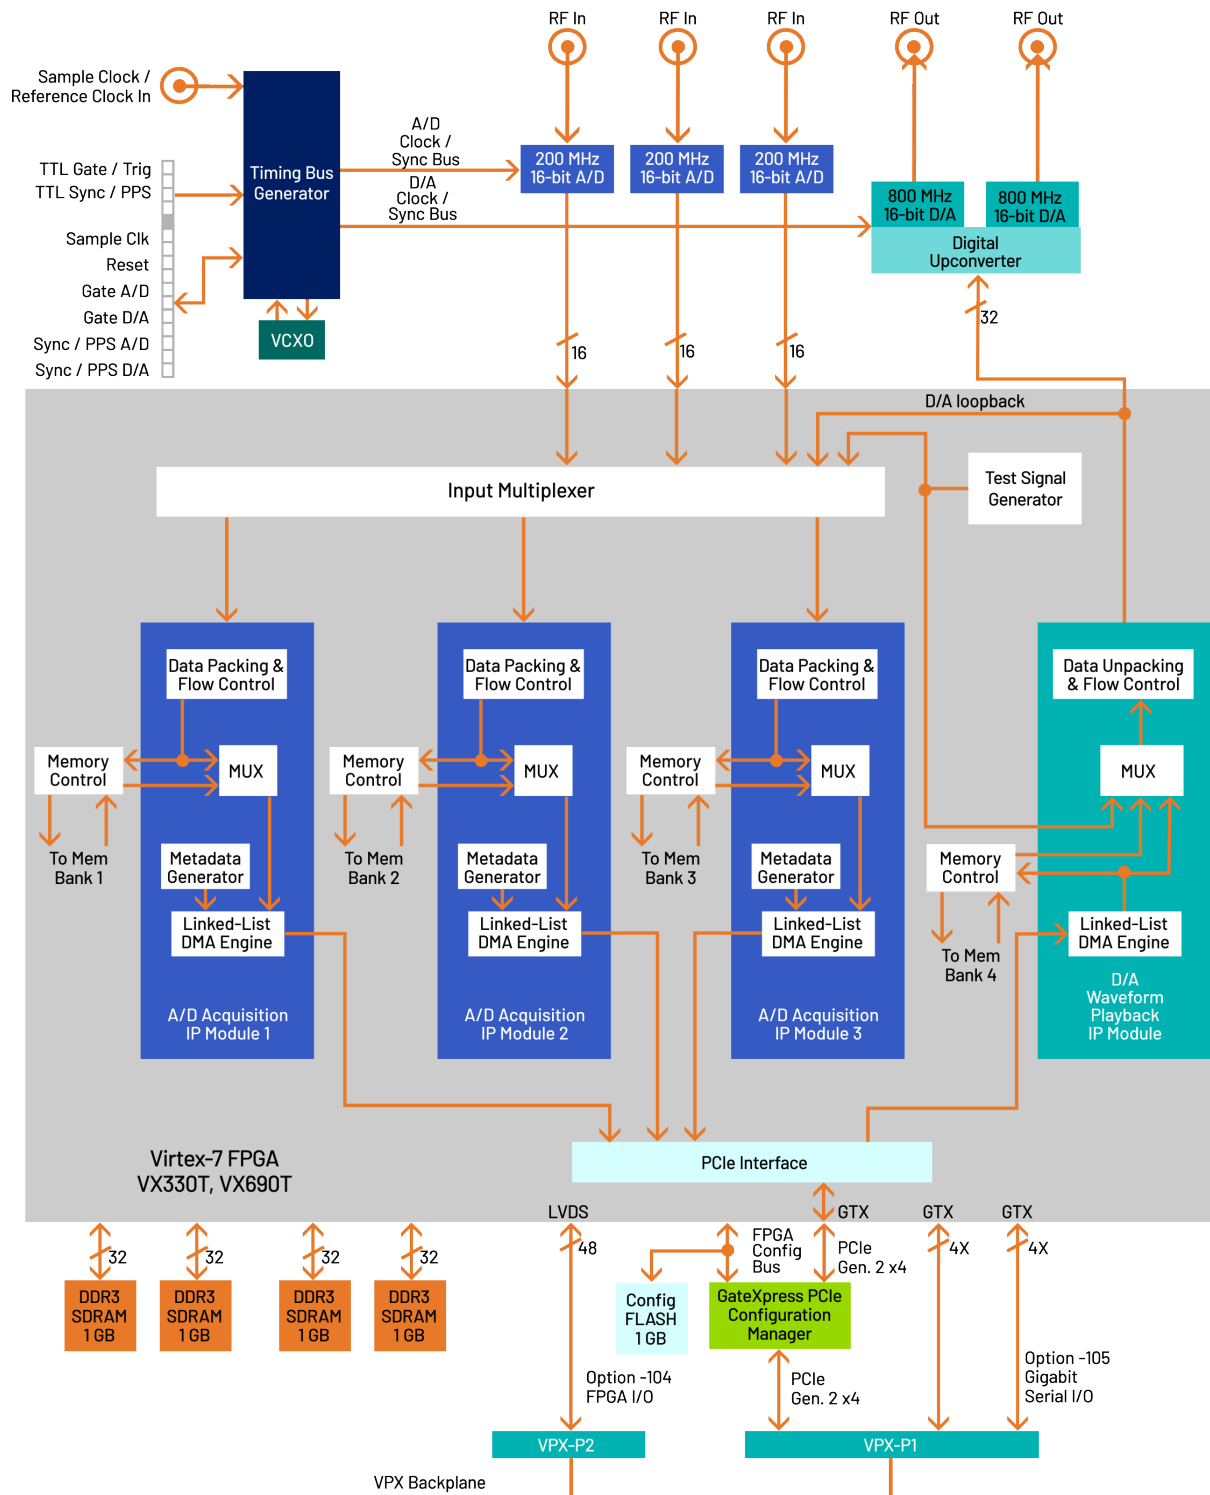 RF In
RF In
RF In
RF Out
RF Out
Sample Clock /
Reference Clock In
TTL Gate / Trig
TTL Sync / PPS
Sample Clk
Reset
Gate A/D
Gate D/A
Sync / PPS A/D
Sync / PPS D/A
Timing Bus
Generator
VCXO
A/D
Clock /
Sync Bus
D/A
Clock /
Sync Bus
200 MHz
16-bit A/D
200 MHz
16-bit A/D
200 MHz
16-bit A/D
800 MHz
16-bit D/A
800 MHz
16-bit D/A
Digital
Upconverter
32
16
16
16
D/A loopback
Input Multiplexer
Test Signal
Generator
Data Packing &
Flow Control
Memory
Control
MUX
To Mem
Bank 1
Metadata
Generator
Linked-List
DMA Engine
A/D Acquisition
IP Module 1
Data Packing &
Flow Control
Memory
Control
MUX
To Mem
Bank 2
Metadata
Generator
Linked-List
DMA Engine
A/D Acquisition
IP Module 2
Data Packing &
Flow Control
Memory
Control
MUX
To Mem
Bank 3
Metadata
Generator
Linked-List
DMA Engine
A/D Acquisition
IP Module 3
Data Unpacking
& Flow Control
MUX
Memory
Control
To Mem
Bank 4
Linked-List
DMA Engine
D/A
Waveform
Playback
IP Module
PCIe Interface
Virtex-7 FPGA
VX330T, VX690T
LVDS
GTX
GTX
GTX
32
32
32
32
48
FPGA
Config
Bus
PCIe
Gen. 2 x4
4X
4X
DDR3
SDRAM
1 GB
DDR3
SDRAM
1 GB
DDR3
SDRAM
1 GB
DDR3
SDRAM
1 GB
Config
FLASH
1 GB
GateXpress PCIe
Configuration
Manager
Option -104
FPGA I/O
PCIe
Gen. 2 x4
Option -105
Gigabit
Serial I/O
VPX-P2
VPX-P1
VPX Backplane